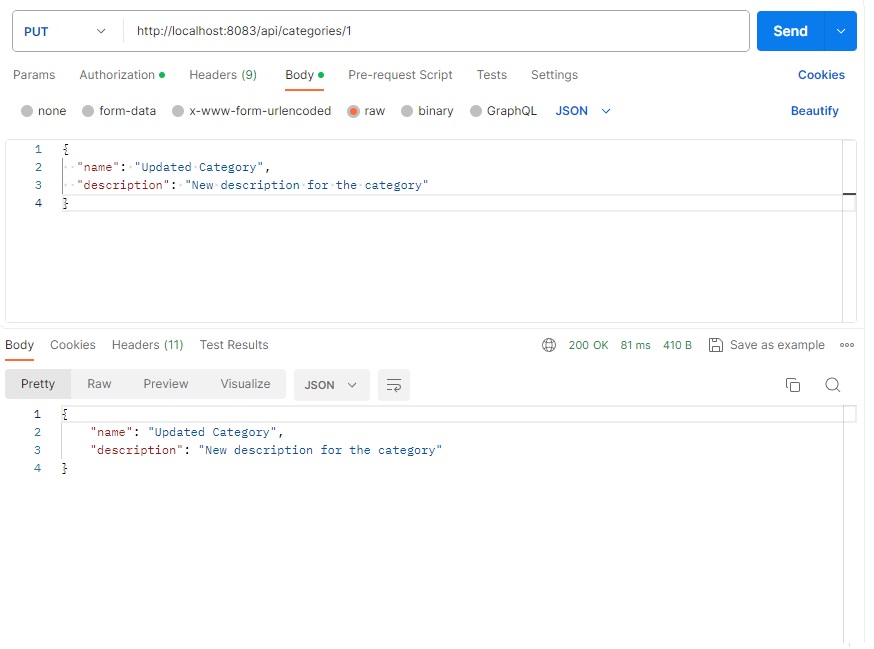 PUT http://localhost:8083/api/categories/1 Send
Params Authorization Headers (9) Body Pre-request Script Tests Settings Cookies
none form-data x-www-form-urlencoded raw binary GraphQL JSON Beautify
1 {
2 "name": "Updated Category",
3 "description": "New description for the category"
4 }
Body Cookies Headers (11) Test Results 200 OK 81 ms 410 B Save as example
Pretty Raw Preview Visualize JSON
1 {
2 "name": "Updated Category",
3 "description": "New description for the category"
4 }